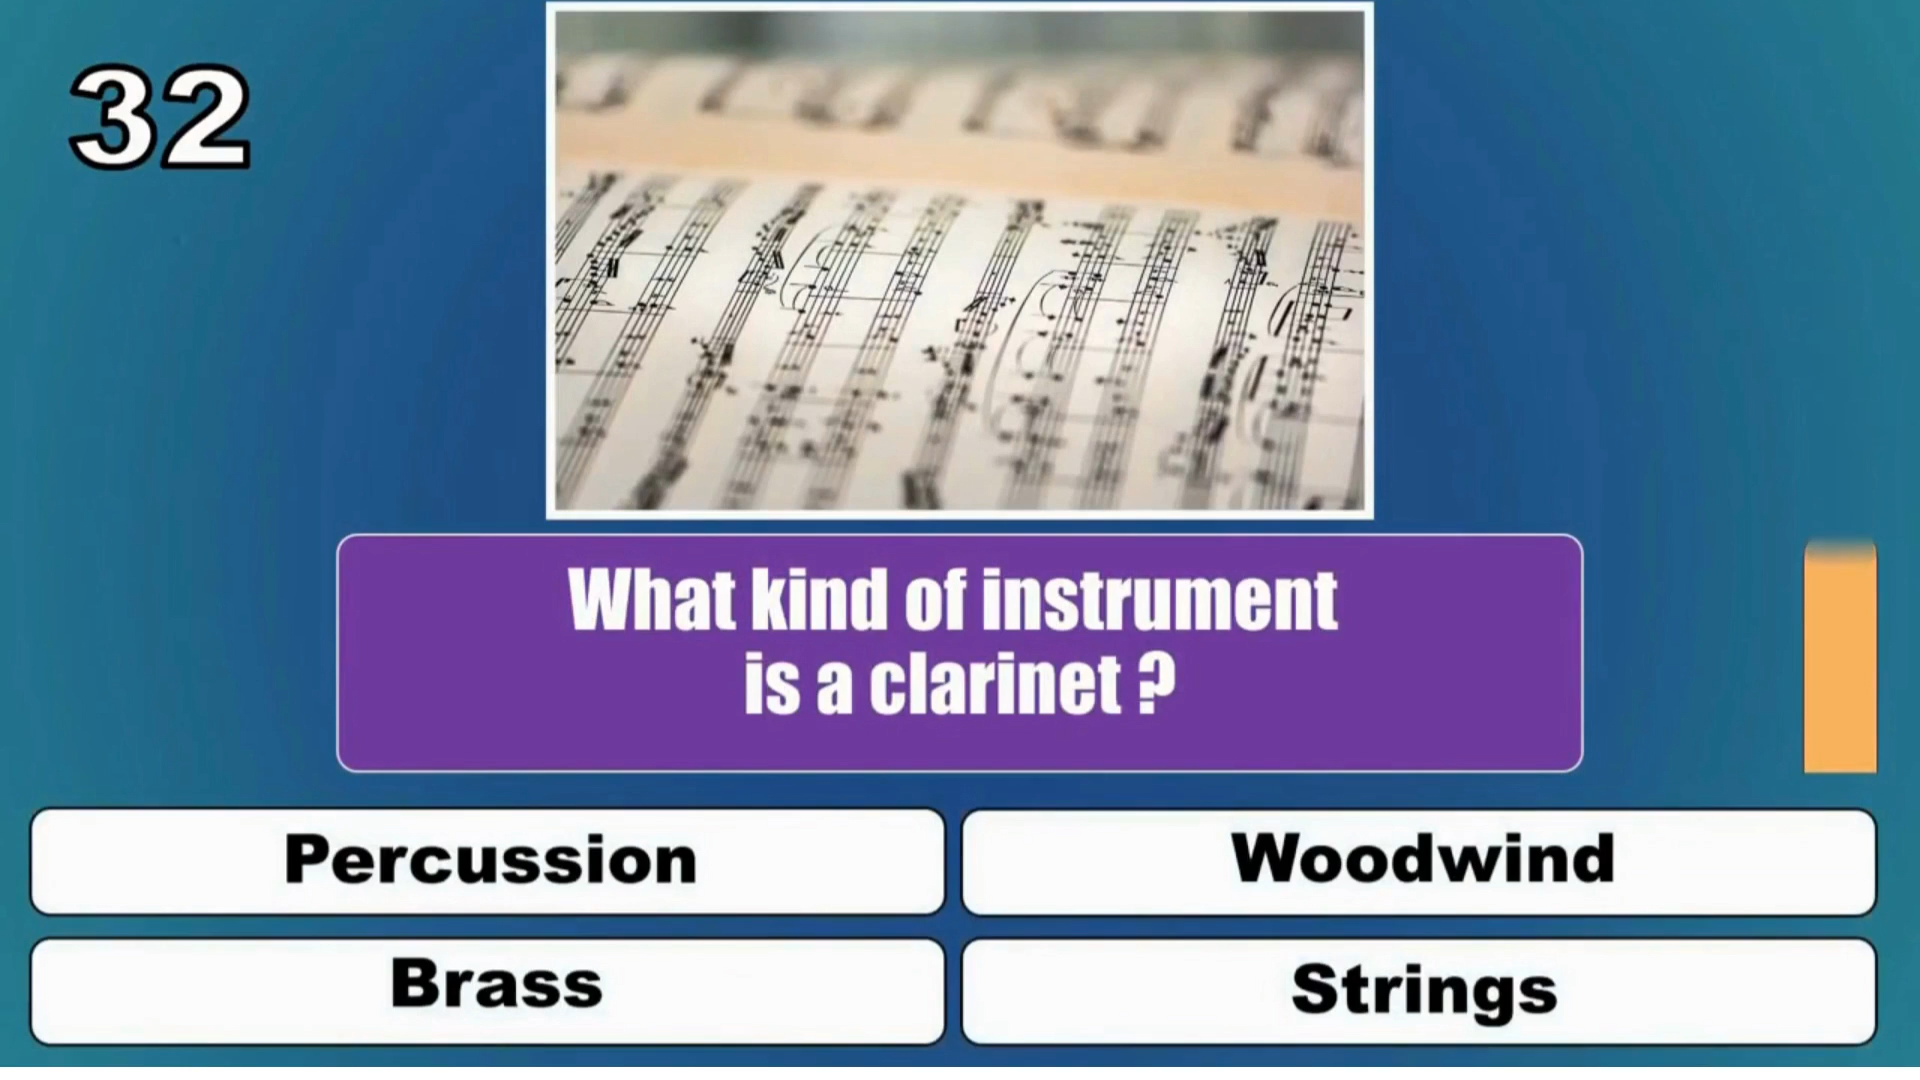 32
What kind of instrument
is a clarinet ?
Percussion
Woodwind
Brass
Strings